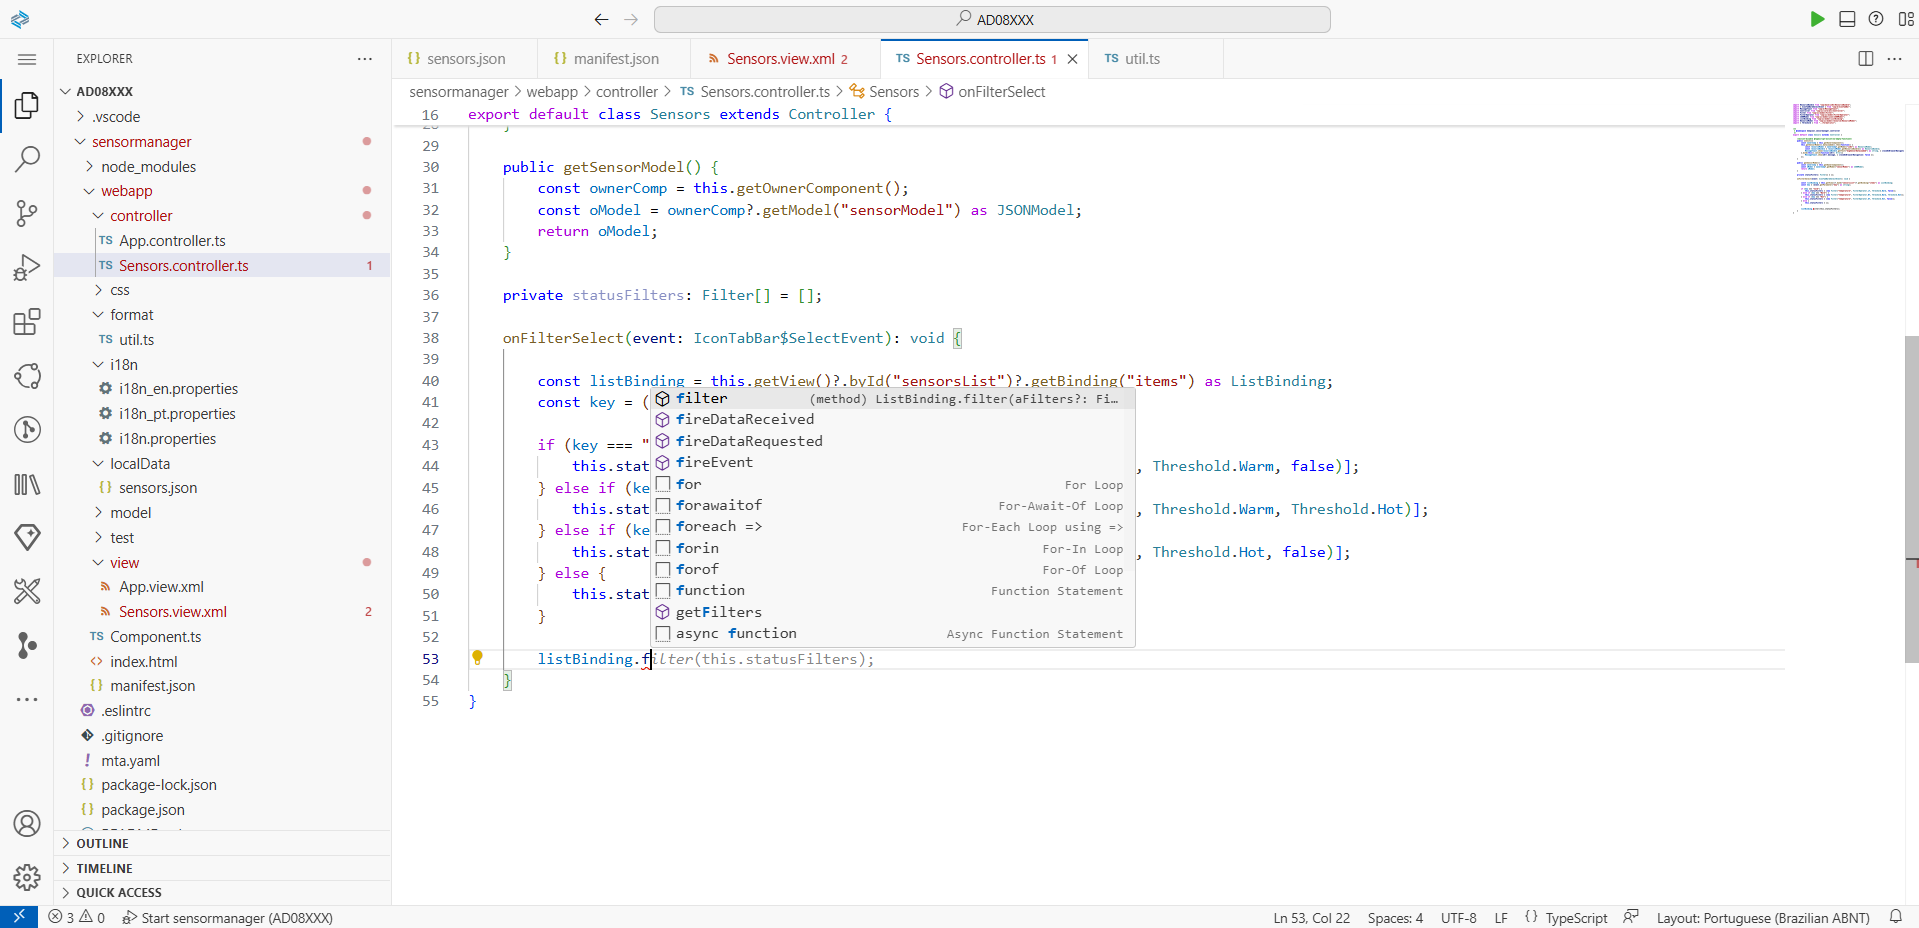 AD08XXX
EXPLORER
AD08XXX
.vscode
sensormanager
node_modules
webapp
controller
TS App.controller.ts
TS Sensors.controller.ts 1
css
format
TS util.ts
i18n
i18n_en.properties
i18n_pt.properties
i18n.properties
localData
{} sensors.json
model
test
view
App.view.xml
Sensors.view.xml 2
TS Component.ts
<> index.html
{} manifest.json
.eslintrc
.gitignore
! mta.yaml
{} package-lock.json
{} package.json
OUTLINE
TIMELINE
QUICK ACCESS
{} sensors.json
{} manifest.json
Sensors.view.xml 2
TS Sensors.controller.ts 1
TS util.ts
sensormanager > webapp > controller > TS Sensors.controller.ts > Sensors > onFilterSelect
16 export default class Sensors extends Controller {
29
30 public getSensorModel() {
31 const ownerComp = this.getOwnerComponent();
32 const oModel = ownerComp?.getModel("sensorModel") as JSONModel;
33 return oModel;
34 }
35
36 private statusFilters: Filter[] = [];
37
38 onFilterSelect(event: IconTabBar$SelectEvent): void {
39
40 const listBinding = this.getView()?.byId("sensorsList")?.getBinding("items") as ListBinding;
41 const key = (
42
43 if (key === "
44 this.stat , Threshold.Warm, false)];
45 } else if (ke
46 this.stat , Threshold.Warm, Threshold.Hot)];
47 } else if (ke
48 this.stat , Threshold.Hot, false)];
49 } else {
50 this.stat
51 }
52
53 listBinding.filter(this.statusFilters);
54 }
55 }
filter (method) ListBinding.filter(aFilters?: Fi…
fireDataReceived
fireDataRequested
fireEvent
for For Loop
forawaitof For-Await-Of Loop
foreach => For-Each Loop using =>
forin For-In Loop
forof For-Of Loop
function Function Statement
getFilters
async function Async Function Statement
3 0 Start sensormanager (AD08XXX) Ln 53, Col 22 Spaces: 4 UTF-8 LF {} TypeScript Layout: Portuguese (Brazilian ABNT)